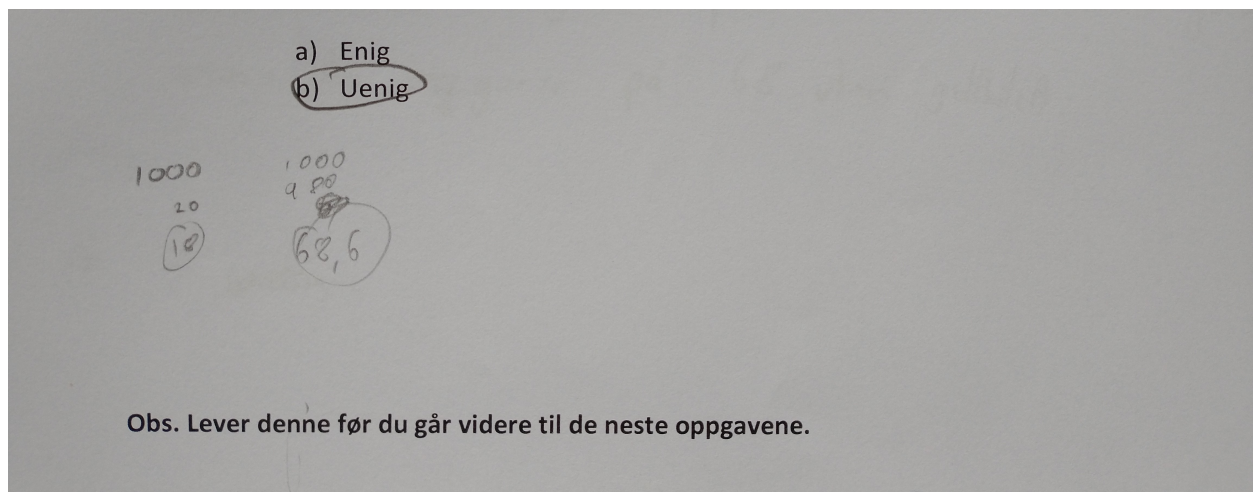 a) Enig
b) Uenig
1000 1000
20 980
18 68,6
Obs. Lever denne før du går videre til de neste oppgavene.